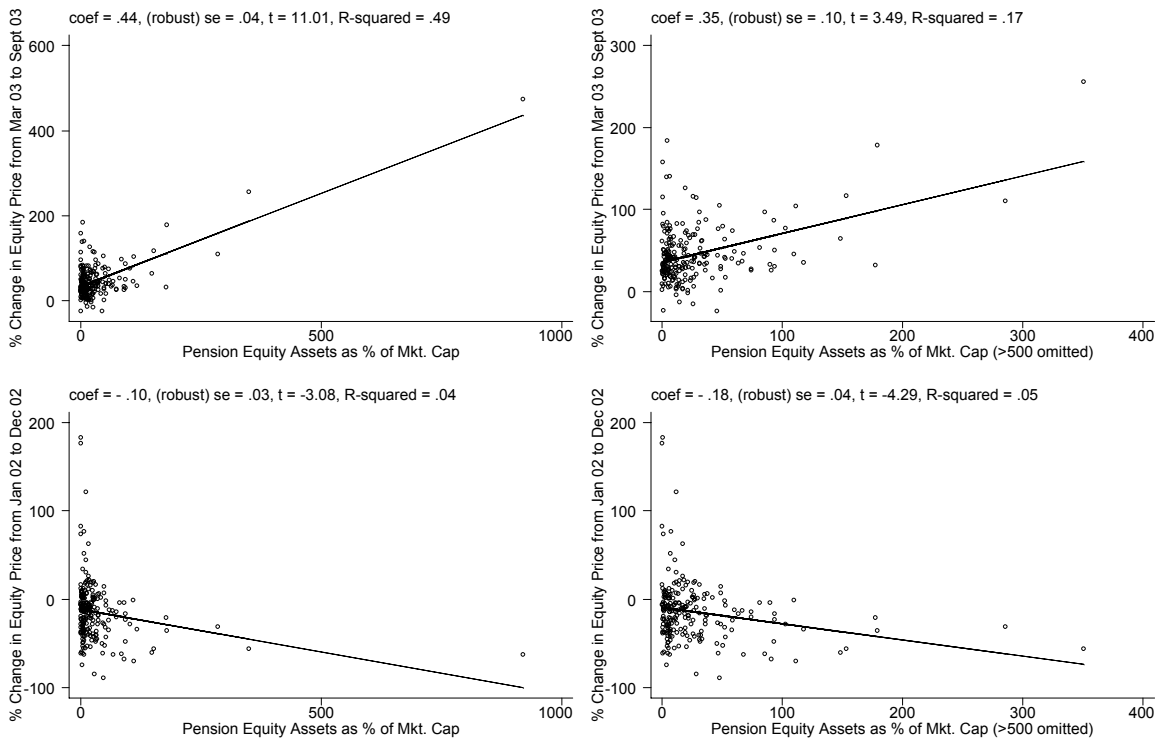 coef = .44, (robust) se = .04, t = 11.01, R-squared = .49
% Change in Equity Price from Mar 03 to Sept 03
600
400
200
0
0
500
1000
Pension Equity Assets as % of Mkt. Cap
coef = .35, (robust) se = .10, t = 3.49, R-squared = .17
% Change in Equity Price from Mar 03 to Sept 03
300
200
100
0
0
100
200
300
400
Pension Equity Assets as % of Mkt. Cap (>500 omitted)
coef = - .10, (robust) se = .03, t = -3.08, R-squared = .04
% Change in Equity Price from Jan 02 to Dec 02
200
100
0
-100
0
500
1000
Pension Equity Assets as % of Mkt. Cap
coef = - .18, (robust) se = .04, t = -4.29, R-squared = .05
% Change in Equity Price from Jan 02 to Dec 02
200
100
0
-100
0
100
200
300
400
Pension Equity Assets as % of Mkt. Cap (>500 omitted)